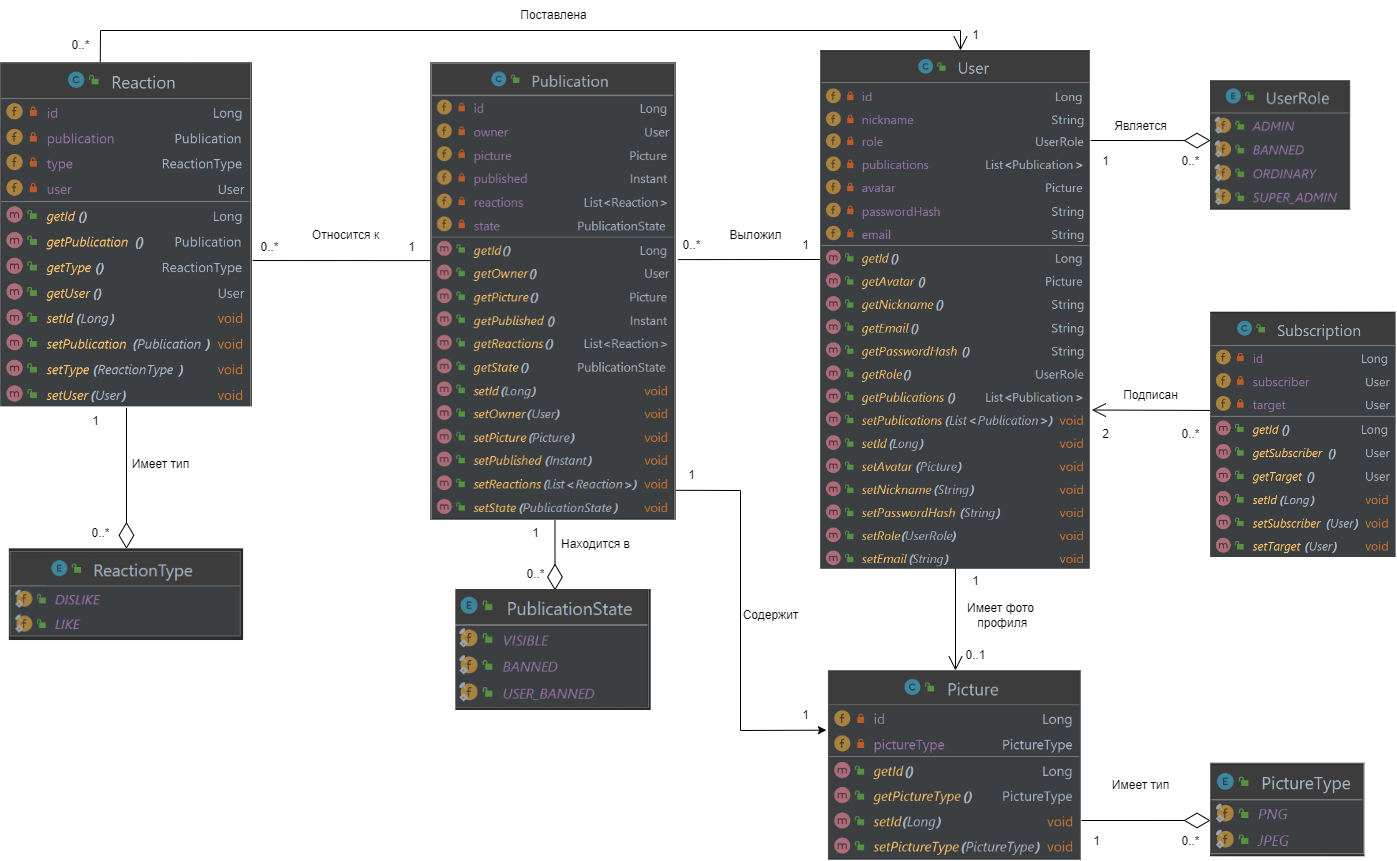 Поставлена
0..*
1
Reaction
id Long
publication Publication
type ReactionType
user User
getId () Long
getPublication () Publication
getType () ReactionType
getUser () User
setId (Long) void
setPublication (Publication ) void
setType (ReactionType ) void
setUser (User) void
0..*
Относится к
1
Publication
id Long
owner User
picture Picture
published Instant
reactions List<Reaction>
state PublicationState
getId() Long
getOwner() User
getPicture() Picture
getPublished () Instant
getReactions() List<Reaction>
getState() PublicationState
setId(Long) void
setOwner(User) void
setPicture(Picture) void
setPublished (Instant) void
setReactions(List<Reaction>) void
setState(PublicationState) void
0..*
Выложил
1
User
id Long
nickname String
role UserRole
publications List<Publication>
avatar Picture
passwordHash String
email String
getId() Long
getAvatar () Picture
getNickname() String
getEmail() String
getPasswordHash () String
getRole() UserRole
getPublications () List<Publication>
setPublications (List<Publication>) void
setId(Long) void
setAvatar (Picture) void
setNickname(String) void
setPasswordHash (String) void
setRole(UserRole) void
setEmail(String) void
Является
1
0..*
UserRole
ADMIN
BANNED
ORDINARY
SUPER_ADMIN
Подписан
2
0..*
Subscription
id Long
subscriber User
target User
getId () Long
getSubscriber () User
getTarget () User
setId (Long) void
setSubscriber (User) void
setTarget (User) void
1
Имеет тип
0..*
ReactionType
DISLIKE
LIKE
1
Находится в
0..*
PublicationState
VISIBLE
BANNED
USER_BANNED
1
Содержит
1
1
Имеет фото
профиля
0..1
Picture
id Long
pictureType PictureType
getId() Long
getPictureType () PictureType
setId(Long) void
setPictureType (PictureType) void
Имеет тип
1
0..*
PictureType
PNG
JPEG